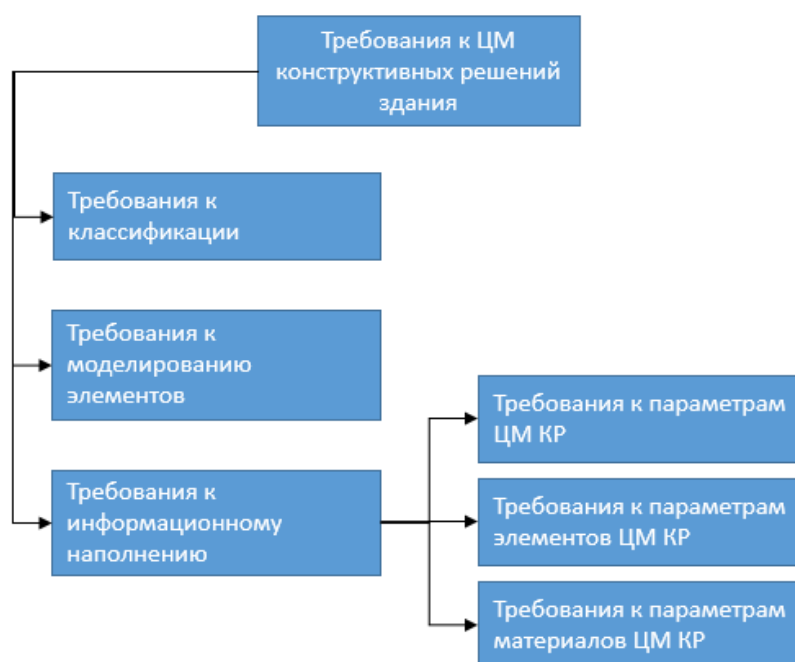 Требования к ЦМ
конструктивных решений
здания
Требования к
классификации
Требования к
моделированию
элементов
Требования к
информационному
наполнению
Требования к параметрам
ЦМ КР
Требования к параметрам
элементов ЦМ КР
Требования к параметрам
материалов ЦМ КР